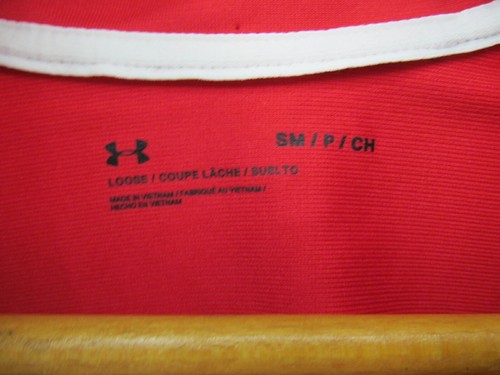 SM / P / CH
LOOSE / COUPE LÂCHE / SUELTO
MADE IN VIETNAM / FABRIQUÉ AU VIETNAM /
HECHO EN VIETNAM